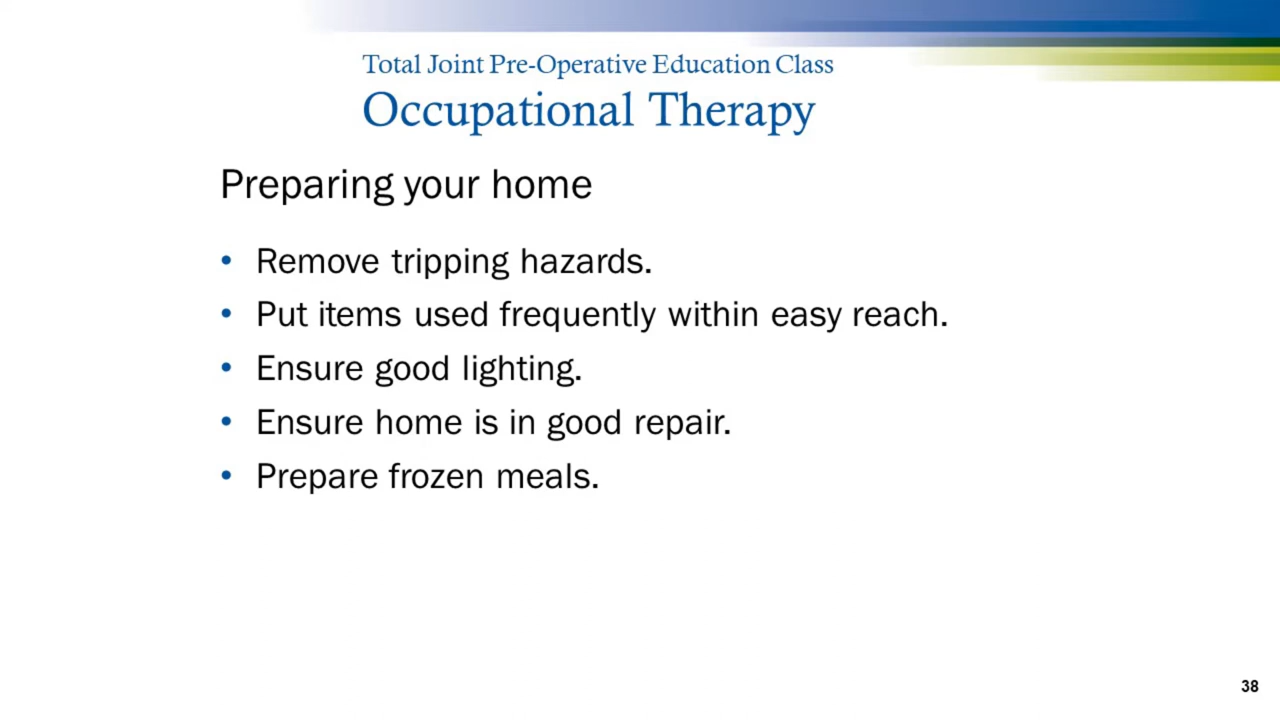 Total Joint Pre-Operative Education Class
Occupational Therapy
Preparing your home
• Remove tripping hazards.
• Put items used frequently within easy reach.
• Ensure good lighting.
• Ensure home is in good repair.
• Prepare frozen meals.
38